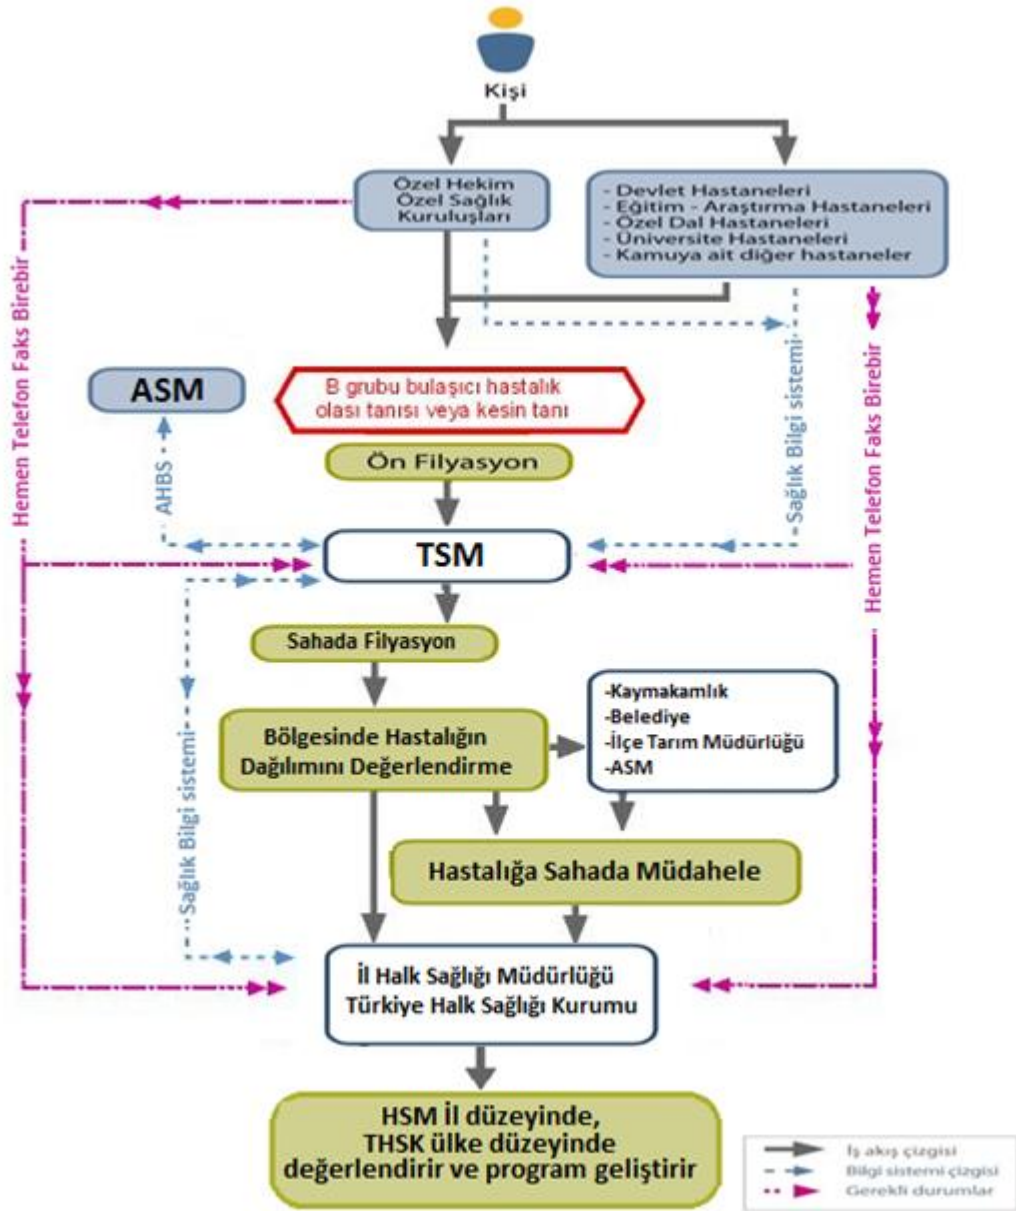 Kişi
Özel Hekim
Özel Sağlık
Kuruluşları
- Devlet Hastaneleri
- Eğitim - Araştırma Hastaneleri
- Özel Dal Hastaneleri
- Üniversite Hastaneleri
- Kamuya ait diğer hastaneler
Hemen Telefon Faks Birebir
ASM
B grubu bulaşıcı hastalık
olası tanısı veya kesin tanı
Sağlık Bilgi sistemi
Hemen Telefon Faks Birebir
Ön Filyasyon
AHBS
TSM
Sahada Filyasyon
-Kaymakamlık
-Belediye
-İlçe Tarım Müdürlüğü
-ASM
Bölgesinde Hastalığın
Dağılımını Değerlendirme
Sağlık Bilgi sistemi
Hastalığa Sahada Müdahele
İl Halk Sağlığı Müdürlüğü
Türkiye Halk Sağlığı Kurumu
HSM İl düzeyinde,
THSK ülke düzeyinde
değerlendirir ve program geliştirir
İş akış çizgisi
Bilgi sistemi çizgisi
Gerekli durumlar